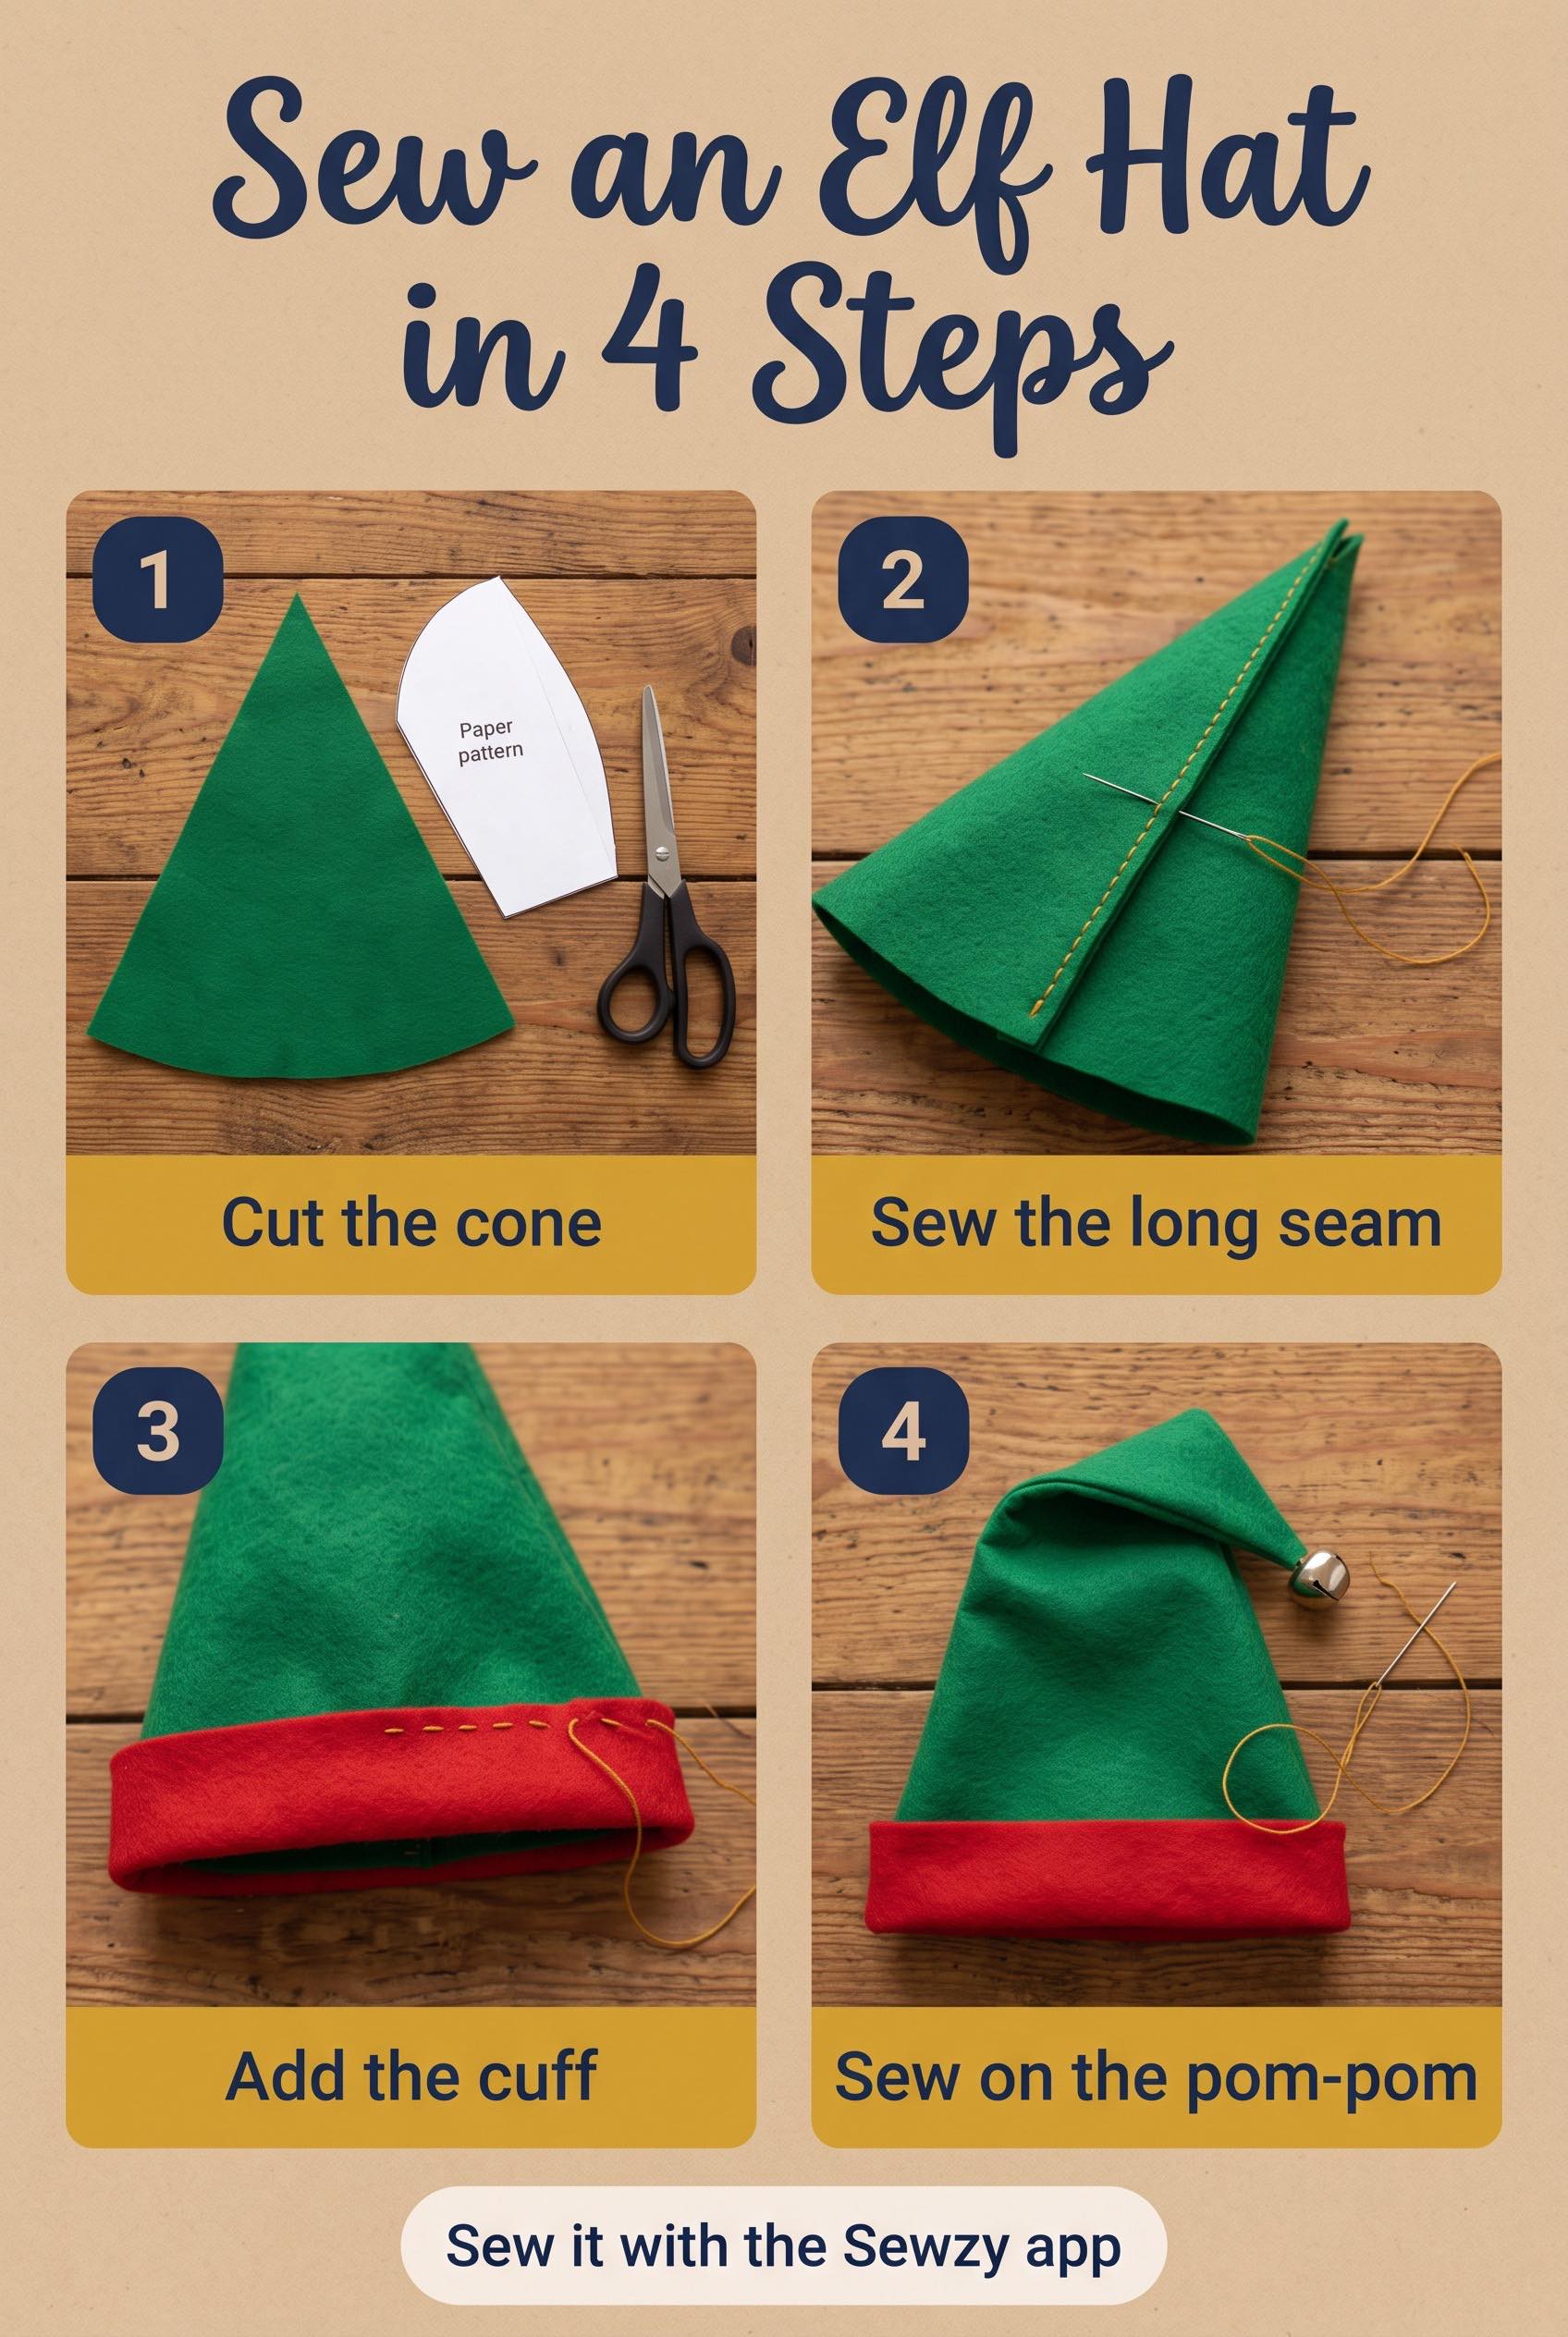 Sew an Elf Hat
in 4 Steps
1
Paper
pattern
Cut the cone
2
Sew the long seam
3
Add the cuff
4
Sew on the pom-pom
Sew it with the Sewzy app